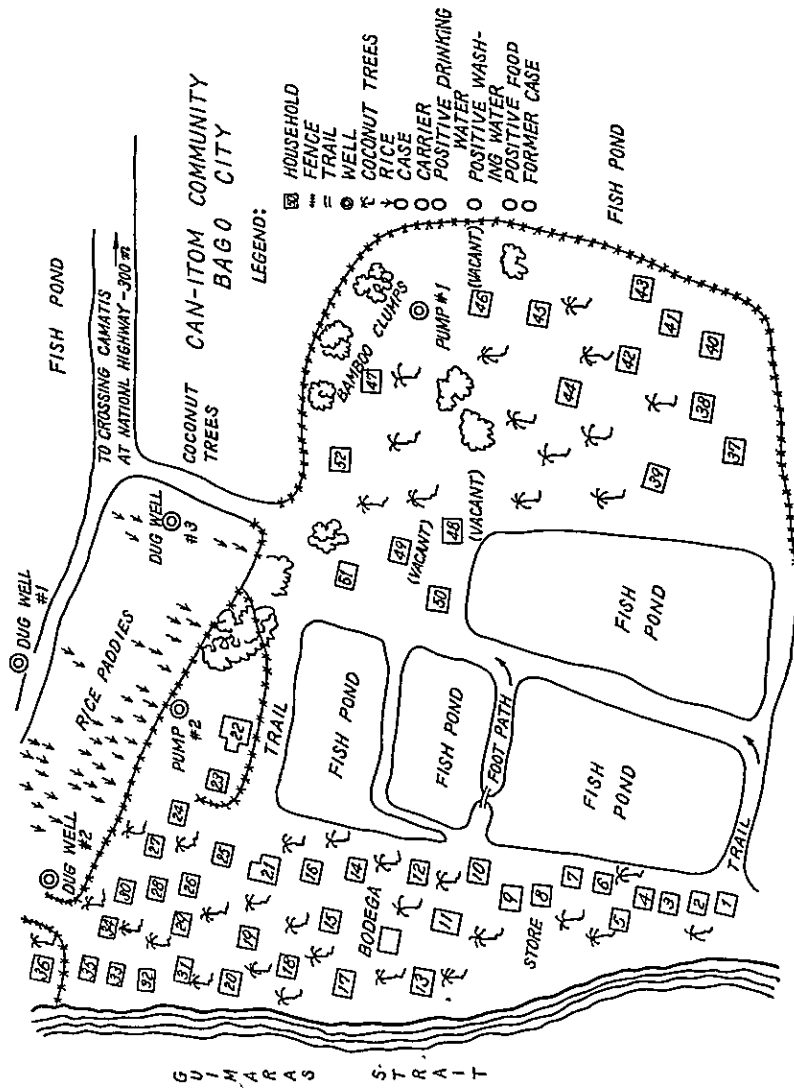 CAN-ITOM COMMUNITY
BAGO CITY
LEGEND:
HOUSEHOLD
FENCE
TRAIL
WELL
COCONUT TREES
RICE
CASE
CARRIER
POSITIVE DRINKING
WATER
POSITIVE WASH-
ING WATER
POSITIVE FOOD
FORMER CASE
FISH POND
TO CROSSING CAMATIS
AT NATIONL HIGHWAY-300 m
COCONUT
TREES
DUG WELL
#1
DUG WELL
#3
RICE PADDIES
DUG WELL
#2
PUMP
#2
TRAIL
BAMBOO CLUMPS
PUMP #1
(VACANT)
(VACANT)
(VACANT)
FISH POND
FISH POND
FISH POND
FOOT PATH
FISH POND
FISH POND
TRAIL
BODEGA
STORE
GUIMARAS STRAIT
36
35
33
32
31
20
18
17
13
34
29
19
15
11
30
28
26
27
24
25
23
22
21
16
14
12
10
9
8
7
6
5
4
3
2
1
52
47
46
45
51
49
48
50
44
42
43
41
40
39
38
37